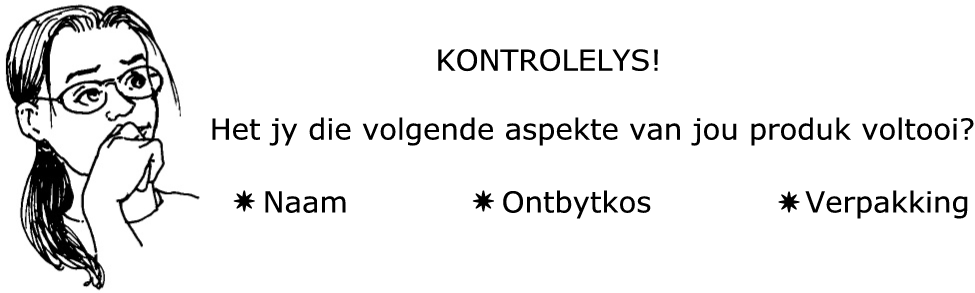 KONTROLELYS!
Het jy die volgende aspekte van jou produk voltooi?
✷ Naam ✷ Ontbytkos ✷ Verpakking